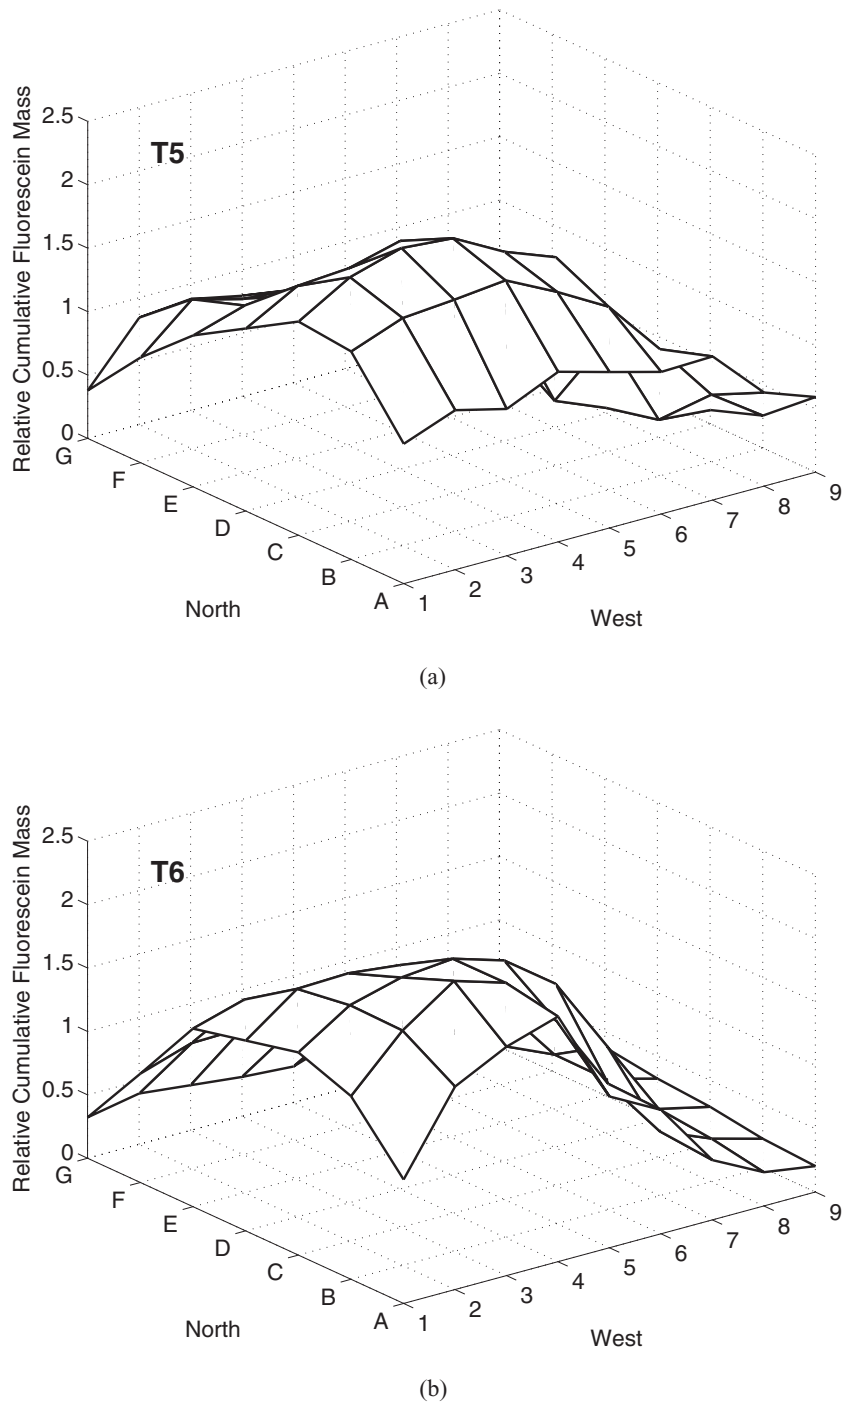 Relative Cumulative Fluorescein Mass
2.5
2
1.5
1
0.5
0
T5
G
F
E
D
C
B
A
North
1
2
3
4
5
6
7
8
9
West
(a)
Relative Cumulative Fluorescein Mass
2.5
2
1.5
1
0.5
0
T6
G
F
E
D
C
B
A
North
1
2
3
4
5
6
7
8
9
West
(b)